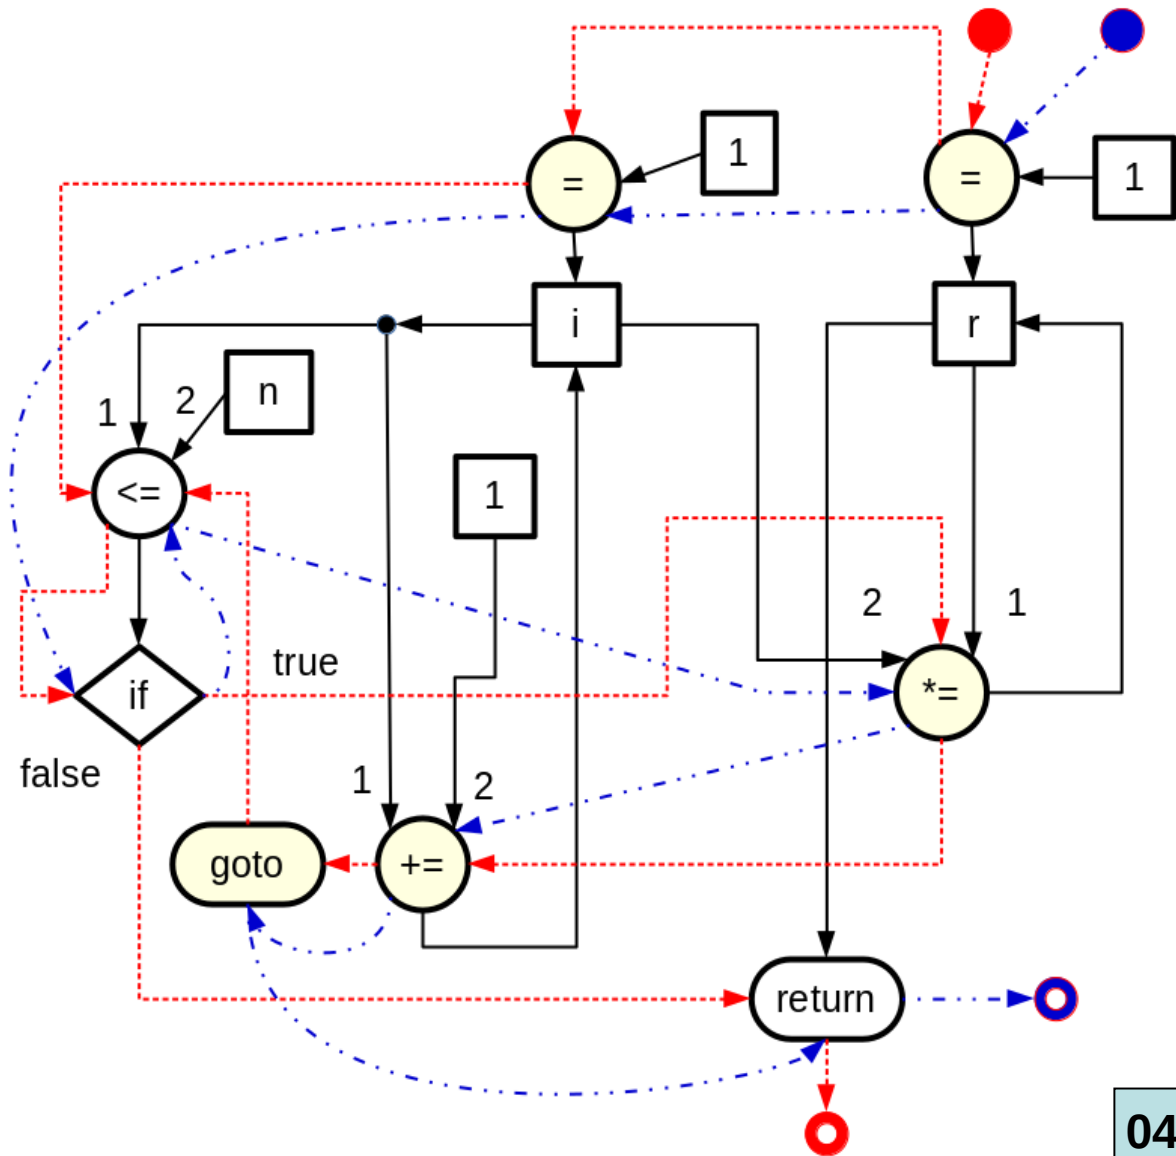 = 1 = 1
i r
n
1 2
<= 1
2 1
true
if *=
false
1 2
goto +=
return
04